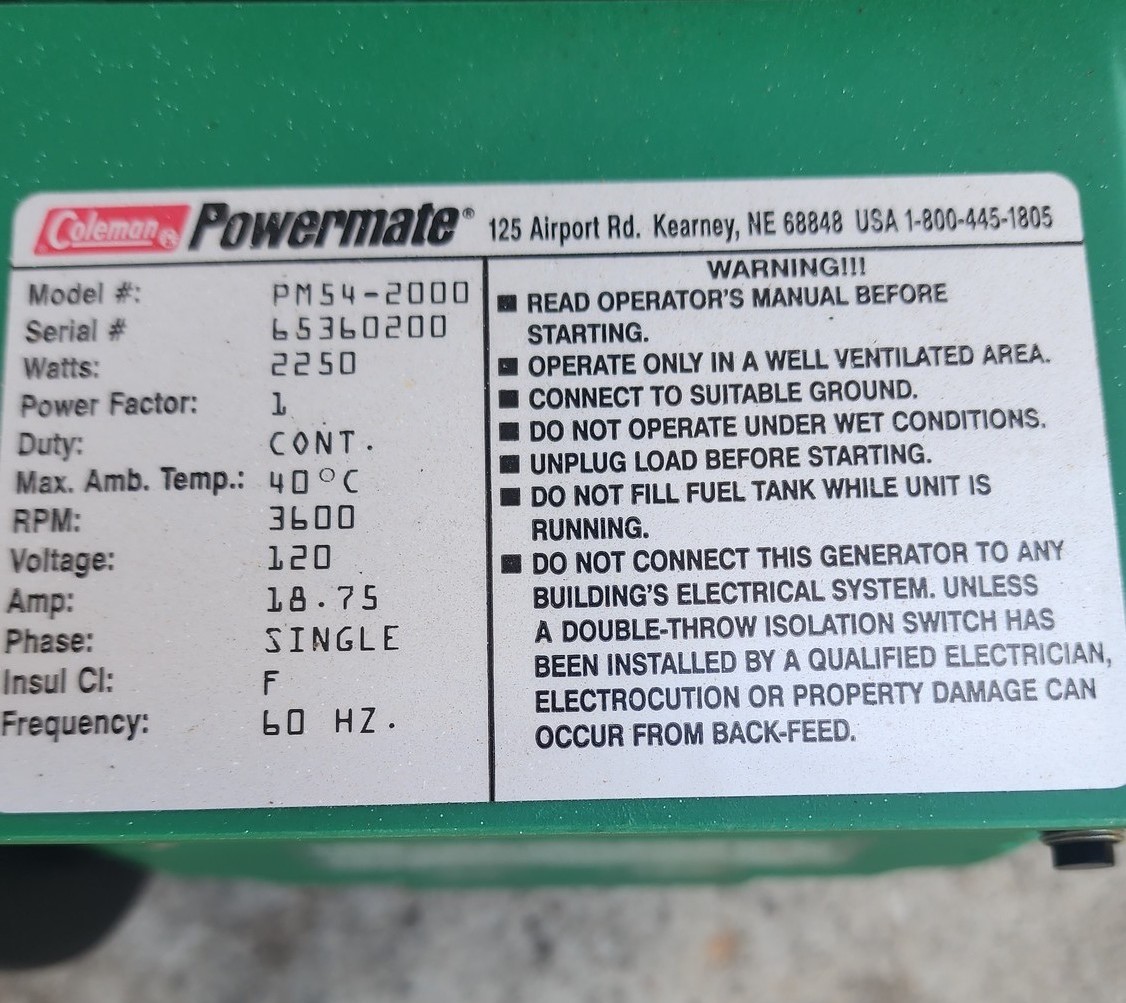 Coleman® Powermate® 125 Airport Rd. Kearney, NE 68848 USA 1-800-445-1805
Model #: PM54-2000
Serial # 65360200
Watts: 2250
Power Factor: 1
Duty: CONT.
Max. Amb. Temp.: 40°C
RPM: 3600
Voltage: 120
Amp: 18.75
Phase: SINGLE
Insul Cl: F
Frequency: 60 HZ.
WARNING!!!
■ READ OPERATOR'S MANUAL BEFORE
STARTING.
■ OPERATE ONLY IN A WELL VENTILATED AREA.
■ CONNECT TO SUITABLE GROUND.
■ DO NOT OPERATE UNDER WET CONDITIONS.
■ UNPLUG LOAD BEFORE STARTING.
■ DO NOT FILL FUEL TANK WHILE UNIT IS
RUNNING.
■ DO NOT CONNECT THIS GENERATOR TO ANY
BUILDING'S ELECTRICAL SYSTEM. UNLESS
A DOUBLE-THROW ISOLATION SWITCH HAS
BEEN INSTALLED BY A QUALIFIED ELECTRICIAN,
ELECTROCUTION OR PROPERTY DAMAGE CAN
OCCUR FROM BACK-FEED.